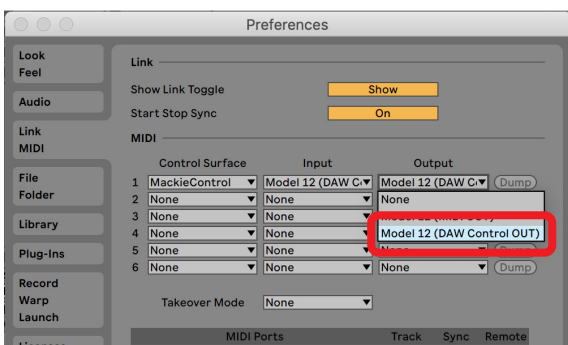 Preferences
Look
Feel
Audio
Link
MIDI
File
Folder
Library
Plug-Ins
Record
Warp
Launch
Link
Show Link Toggle Show
Start Stop Sync On
MIDI
Control Surface Input Output
1 MackieControl Model 12 (DAW C Model 12 (DAW C Dump
2 None None None
3 None None
4 None None Model 12 (DAW Control OUT)
5 None None Dump
6 None None None Dump
Takeover Mode None
MIDI Ports Track Sync Remote